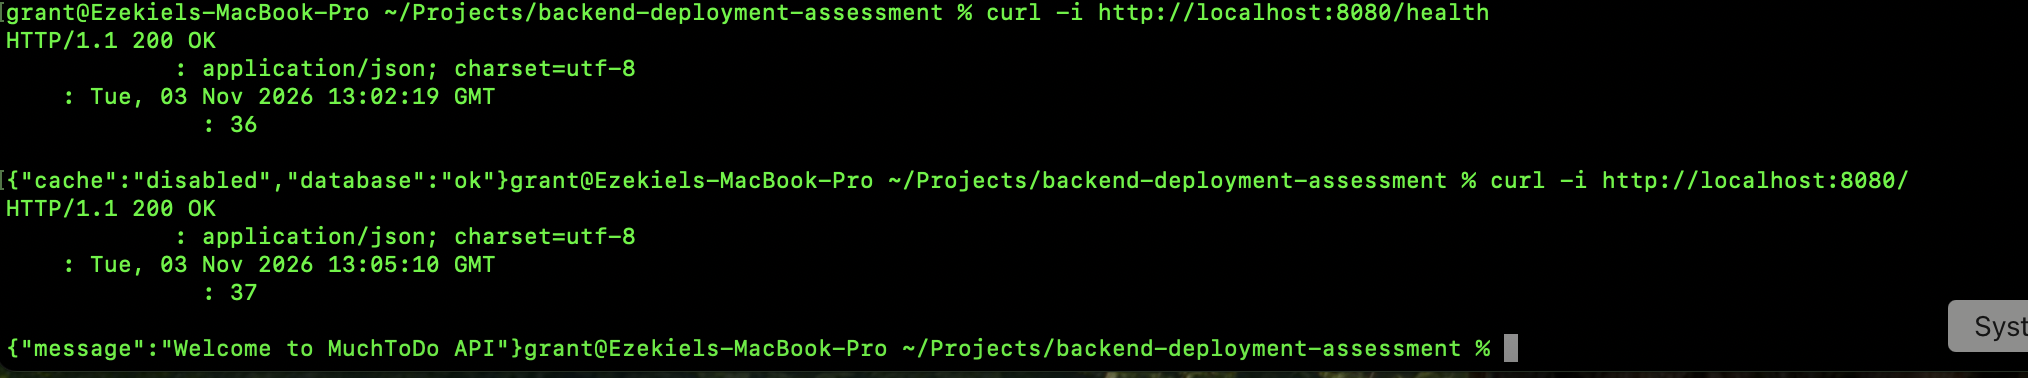 grant@Ezekiels-MacBook-Pro ~/Projects/backend-deployment-assessment % curl -i http://localhost:8080/health
HTTP/1.1 200 OK
: application/json; charset=utf-8
: Tue, 03 Nov 2026 13:02:19 GMT
: 36
{"cache":"disabled","database":"ok"}grant@Ezekiels-MacBook-Pro ~/Projects/backend-deployment-assessment % curl -i http://localhost:8080/
HTTP/1.1 200 OK
: application/json; charset=utf-8
: Tue, 03 Nov 2026 13:05:10 GMT
: 37
{"message":"Welcome to MuchToDo API"}grant@Ezekiels-MacBook-Pro ~/Projects/backend-deployment-assessment %
Syst